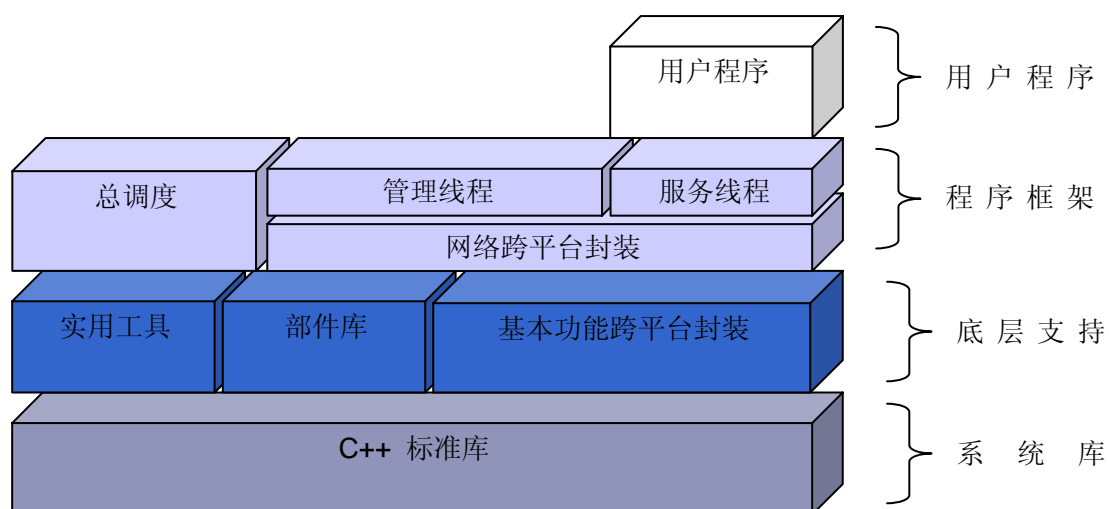 用户程序
用户程序
总调度
管理线程
服务线程
程序框架
网络跨平台封装
实用工具
部件库
基本功能跨平台封装
底层支持
C++ 标准库
系统库